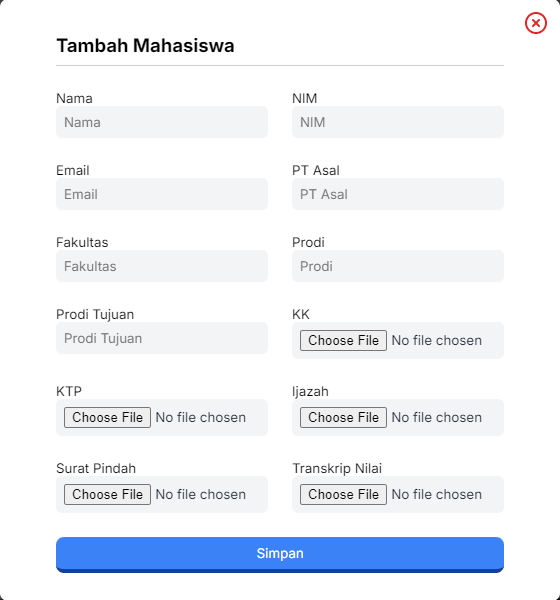 Tambah Mahasiswa
Nama NIM
Nama NIM
Email PT Asal
Email PT Asal
Fakultas Prodi
Fakultas Prodi
Prodi Tujuan KK
Prodi Tujuan Choose File No file chosen
KTP Ijazah
Choose File No file chosen Choose File No file chosen
Surat Pindah Transkrip Nilai
Choose File No file chosen Choose File No file chosen
Simpan